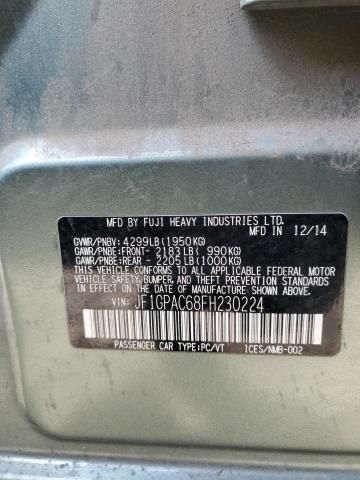 MFD BY FUJI HEAVY INDUSTRIES LTD.
GVWR/PNBV: 4299LB(1950KG) 12/14
GAWR/PNBE:FRONT- 2183LB( 990KG)
GAWR/PNBE:REAR - 2205LB(1000KG)
THIS VEHICLE CONFORMS TO ALL APPLICABLE FEDERAL MOTOR
VEHICLE SAFETY, BUMPER, AND THEFT PREVENTION STANDARDS
IN EFFECT ON THE DATE OF MANUFACTURE SHOWN ABOVE.
VIN: JF1GPAC68FH230224
PASSENGER CAR TYPE:PC/VT ICES/NMB-002